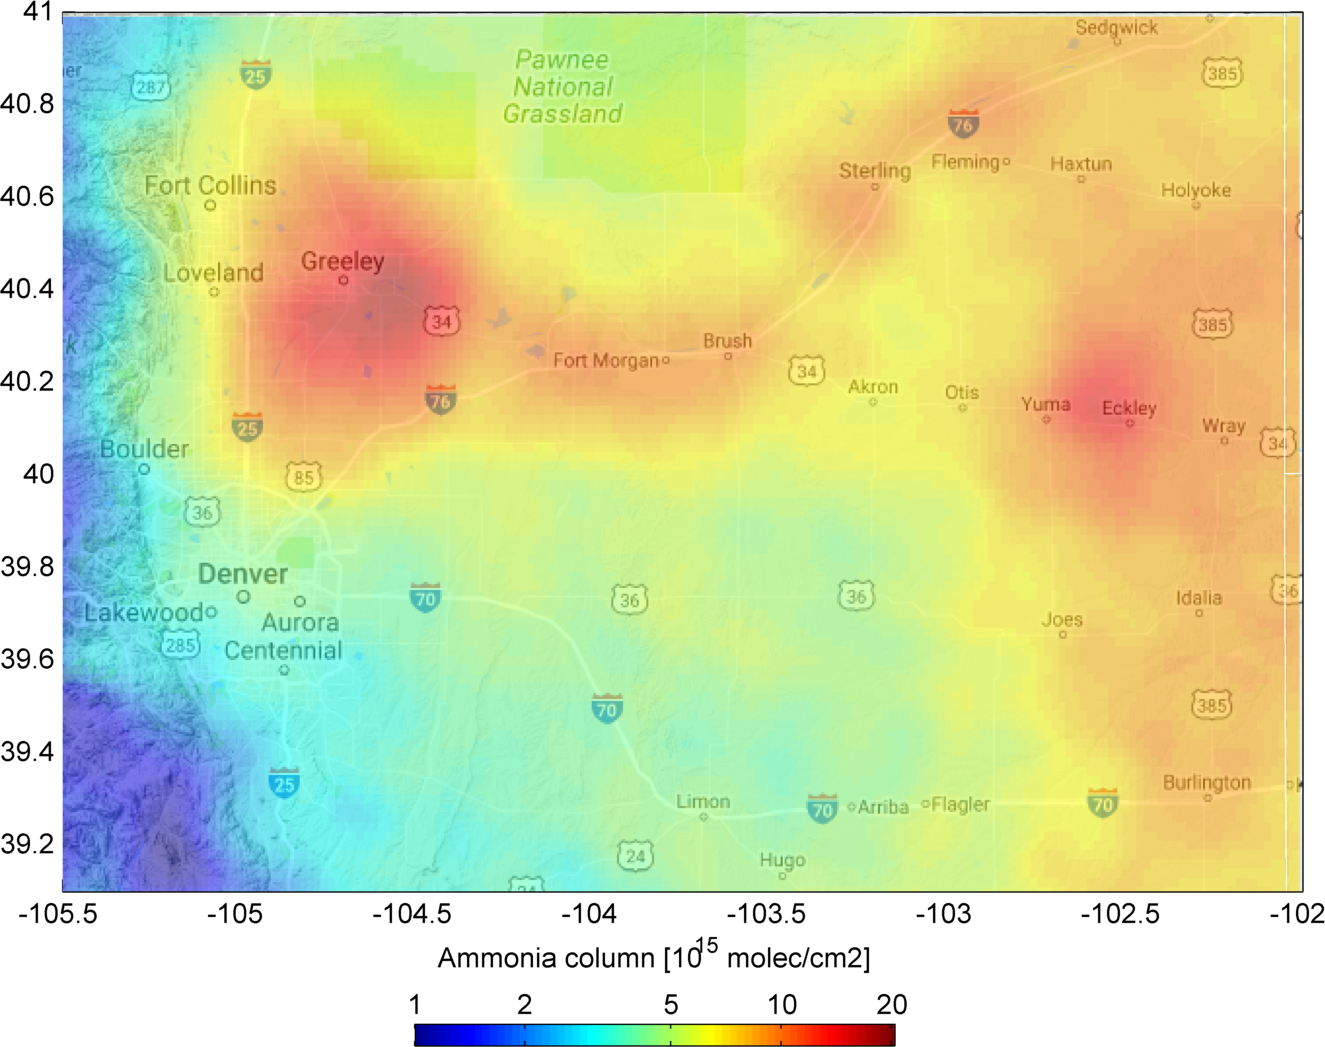 41
Sedgwick
Pawnee
National
Grassland
25
385
er
287
40.8
76
Sterling
Fleming
Haxtun
Fort Collins
Holyoke
40.6
Greeley
Loveland
40.4
34
385
k
Brush
Fort Morgan
34
40.2
Akron
Otis
76
Yuma
Eckley
25
Wray
34
Boulder
40
85
36
39.8
Denver
70
36
36
36
Idalia
Lakewood
Aurora
Joes
285
Centennial
39.6
385
70
39.4
25
Burlington
Limon
70
Arriba
Flagler
70
39.2
24
Hugo
24
-105.5 -105 -104.5 -104 -103.5 -103 -102.5 -102
Ammonia column [10^15 molec/cm2]
1 2 5 10 20